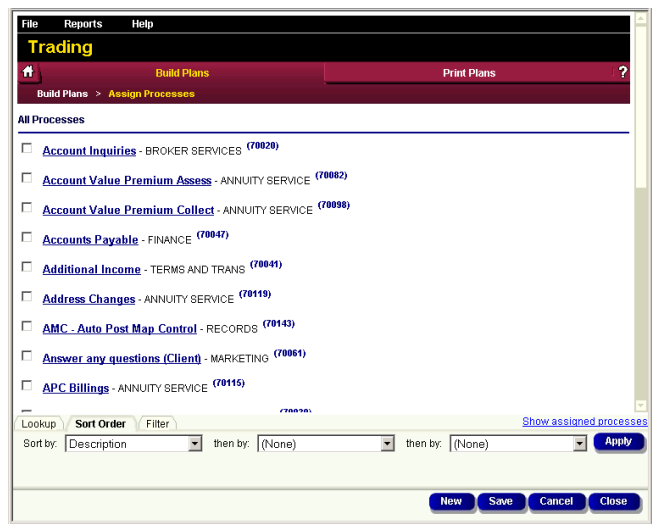 File Reports Help
Trading
Build Plans Print Plans ?
Build Plans > Assign Processes
All Processes
Account Inquiries - BROKER SERVICES (70020)
Account Value Premium Assess - ANNUITY SERVICE (70082)
Account Value Premium Collect - ANNUITY SERVICE (70098)
Accounts Payable - FINANCE (70047)
Additional Income - TERMS AND TRANS (70041)
Address Changes - ANNUITY SERVICE (70119)
AMC - Auto Post Map Control - RECORDS (70143)
Answer any questions (Client) - MARKETING (70061)
APC Billings - ANNUITY SERVICE (70115)
Lookup Sort Order Filter Show assigned processes
Sort by: Description then by: (None) then by: (None) Apply
New Save Cancel Close